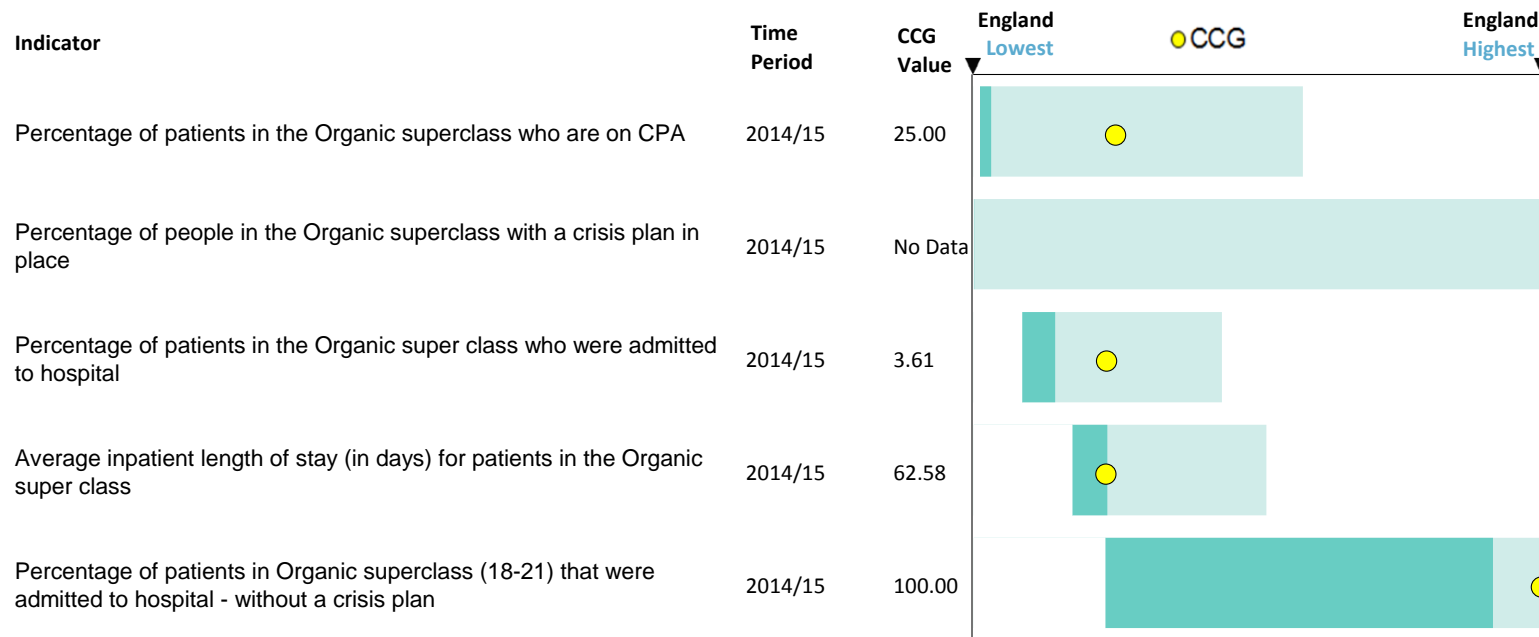 Indicator
Time
Period
CCG
Value
England
Lowest
CCG
England
Highest
Percentage of patients in the Organic superclass who are on CPA
2014/15
25.00
Percentage of people in the Organic superclass with a crisis plan in
place
2014/15
No Data
Percentage of patients in the Organic super class who were admitted
to hospital
2014/15
3.61
Average inpatient length of stay (in days) for patients in the Organic
super class
2014/15
62.58
Percentage of patients in Organic superclass (18-21) that were
admitted to hospital - without a crisis plan
2014/15
100.00